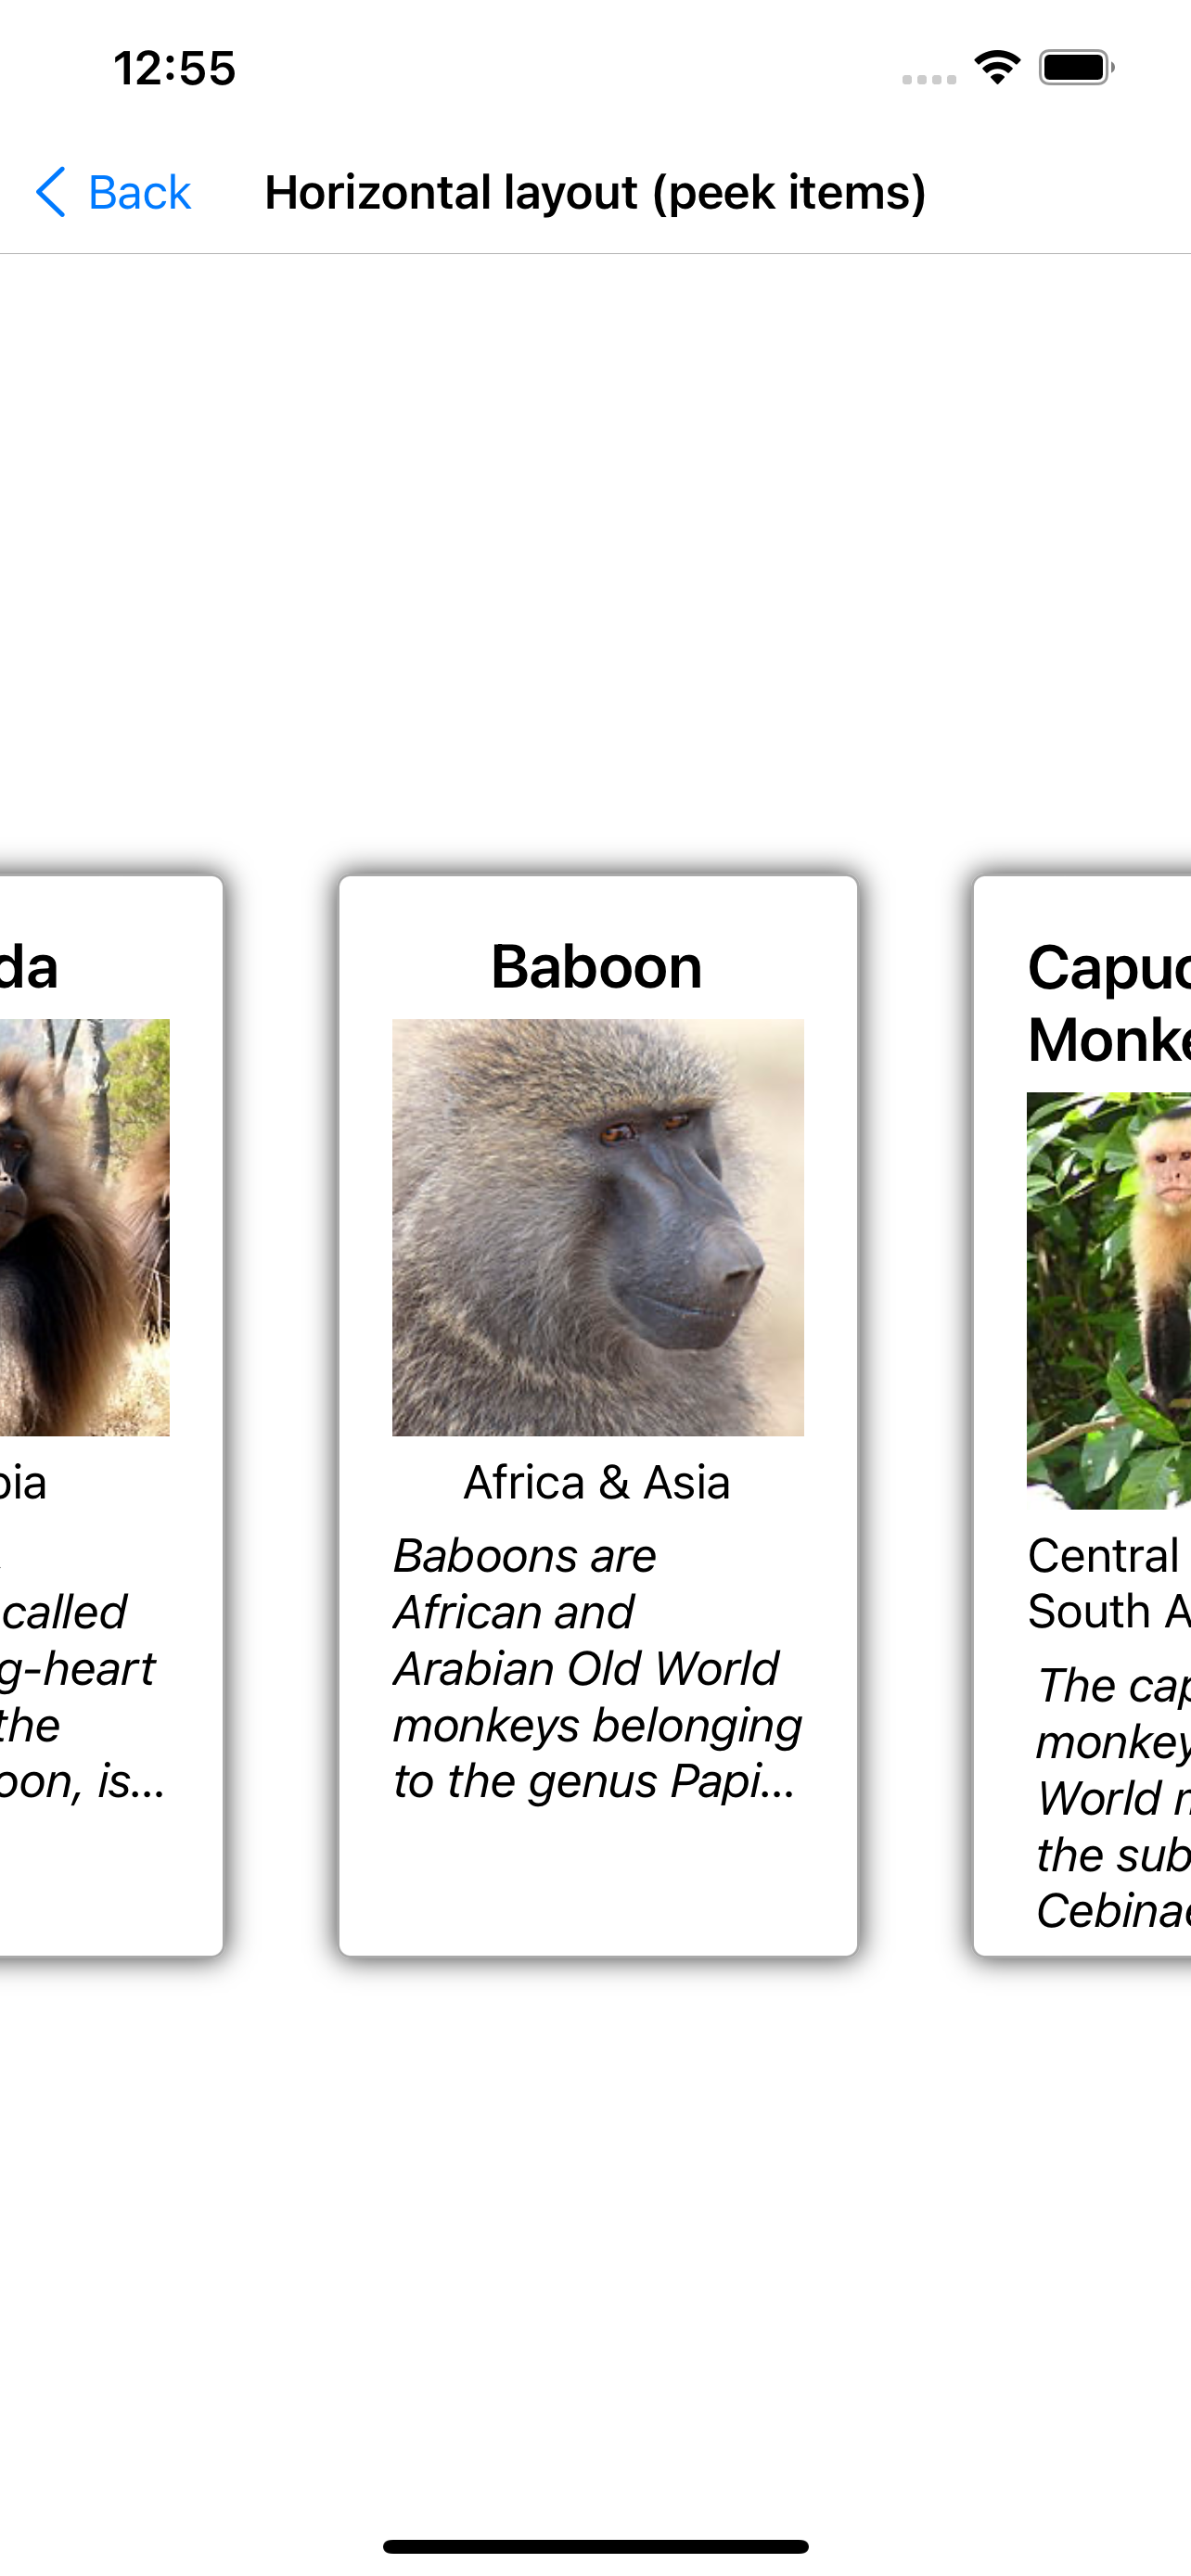 12:55
Back
Horizontal layout (peek items)
da
Baboon
Africa & Asia
Baboons are
African and
Arabian Old World
monkeys belonging
to the genus Papi...
called
g-heart
the
oon, is...
Capuc
Monke
Central
South A
The cap
monkey
World
the sub
Cebinae